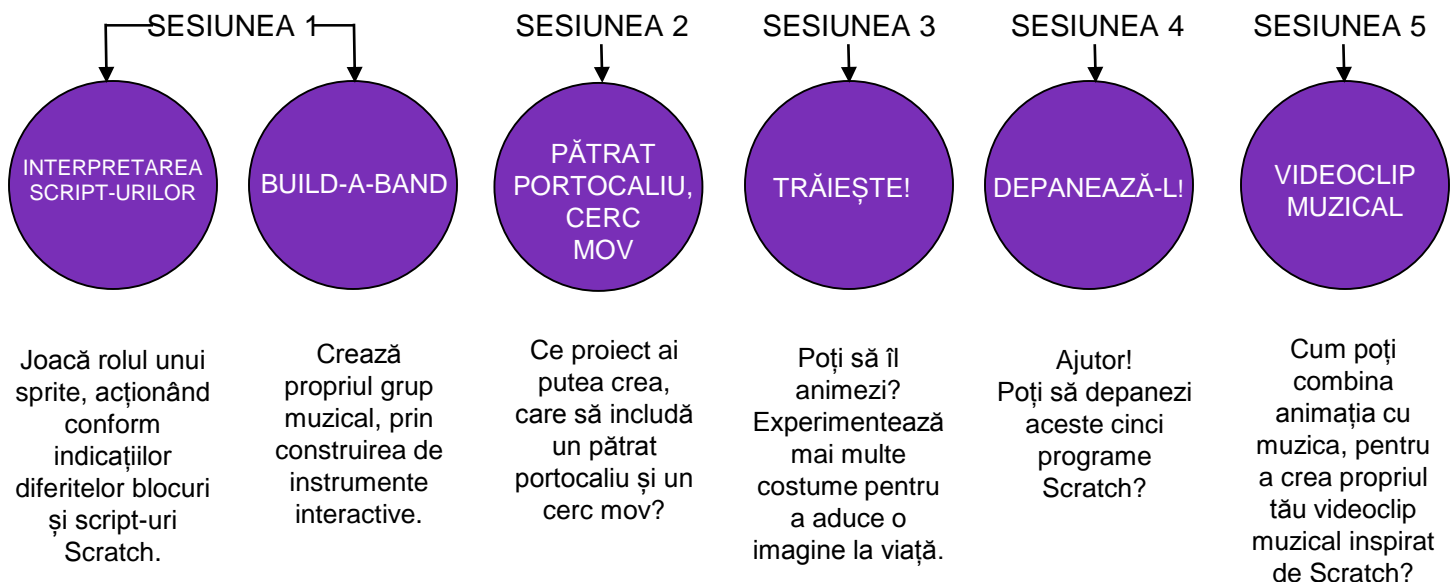 SESIUNEA 1
SESIUNEA 2
SESIUNEA 3
SESIUNEA 4
SESIUNEA 5
INTERPRETAREA
SCRIPT-URILOR
BUILD-A-BAND
PĂTRAT
PORTOCALIU,
CERC
MOV
TRĂIEȘTE!
DEPANEAZĂ-L!
VIDEOCLIP
MUZICAL
Joacă rolul unui
sprite, acționând
conform
indicațiilor
diferitelor blocuri
și script-uri
Scratch.
Crează
propriul grup
muzical, prin
construirea de
instrumente
interactive.
Ce proiect ai
putea crea,
care să includă
un pătrat
portocaliu și un
cerc mov?
Poți să îl
animezi?
Experimentează
mai multe
costume pentru
a aduce o
imagine la viață.
Ajutor!
Poți să depanezi
aceste cinci
programe
Scratch?
Cum poți
combina
animația cu
muzica, pentru
a crea propriul
tău videoclip
muzical inspirat
de Scratch?